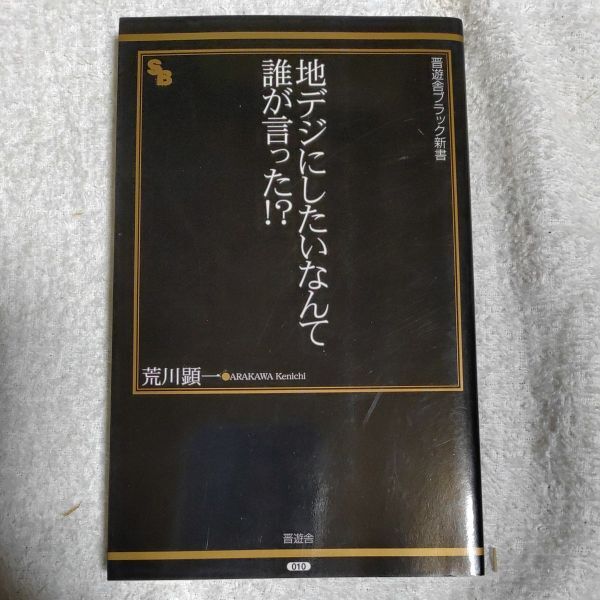 晋遊舎ブラック新書
SB
地デジにしたいなんて
誰が言った!?
荒川顕一●ARAKAWA Kenichi
晋遊舎
010